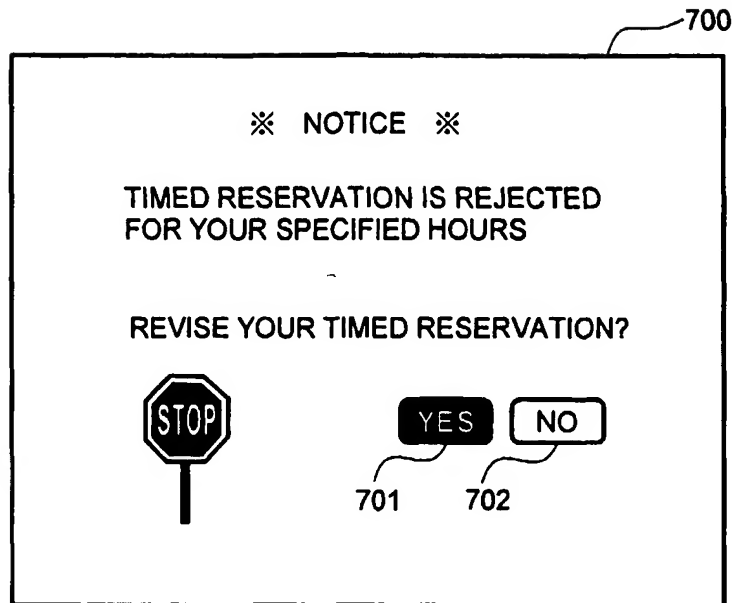 700
※ NOTICE ※
TIMED RESERVATION IS REJECTED
FOR YOUR SPECIFIED HOURS
REVISE YOUR TIMED RESERVATION?
STOP YES NO
701 702